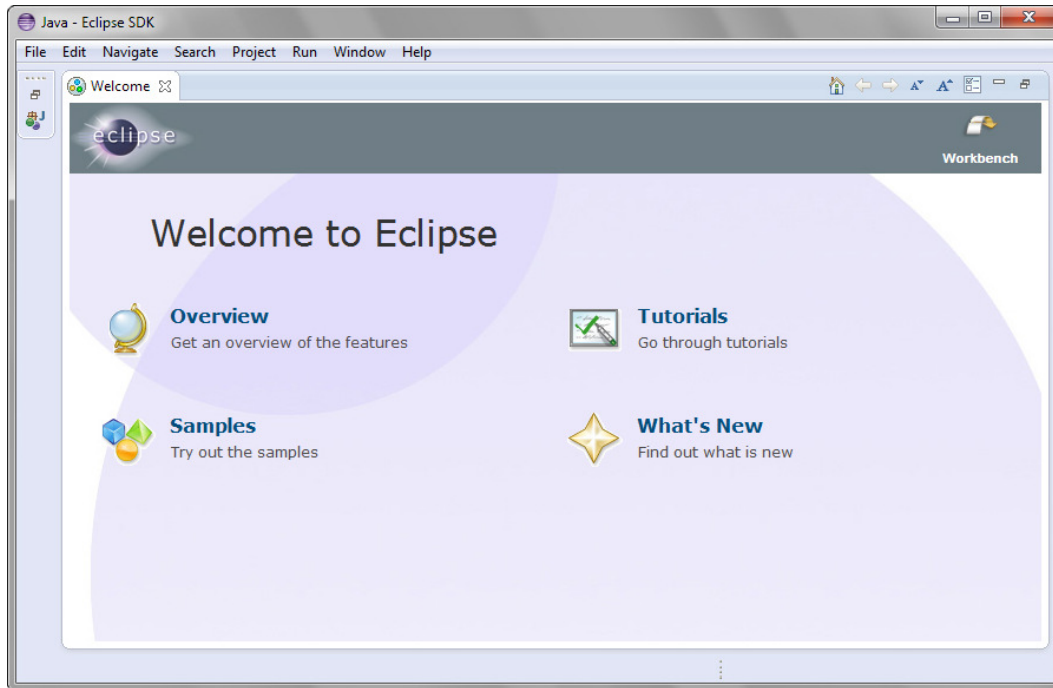 Java - Eclipse SDK
File Edit Navigate Search Project Run Window Help
Welcome
J
A A
eclipse
Workbench
Welcome to Eclipse
Overview
Get an overview of the features
Tutorials
Go through tutorials
Samples
Try out the samples
What's New
Find out what is new